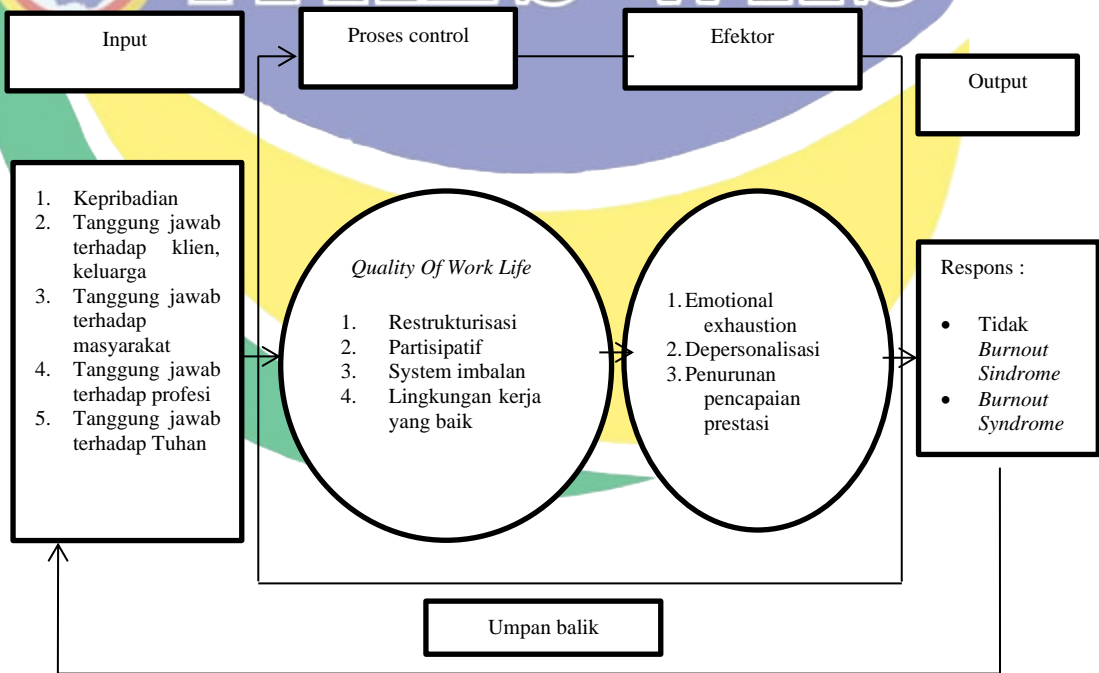 Input
Proses control
Efektor
Output
1. Kepribadian
2. Tanggung jawab
terhadap klien,
keluarga
3. Tanggung jawab
terhadap
masyarakat
4. Tanggung jawab
terhadap profesi
5. Tanggung jawab
terhadap Tuhan
Quality Of Work Life
1. Restrukturisasi
2. Partisipatif
3. System imbalan
4. Lingkungan kerja
yang baik
1. Emotional
exhaustion
2. Depersonalisasi
3. Penurunan
pencapaian
prestasi
Respons :
• Tidak
Burnout
Sindrome
• Burnout
Syndrome
Umpan balik